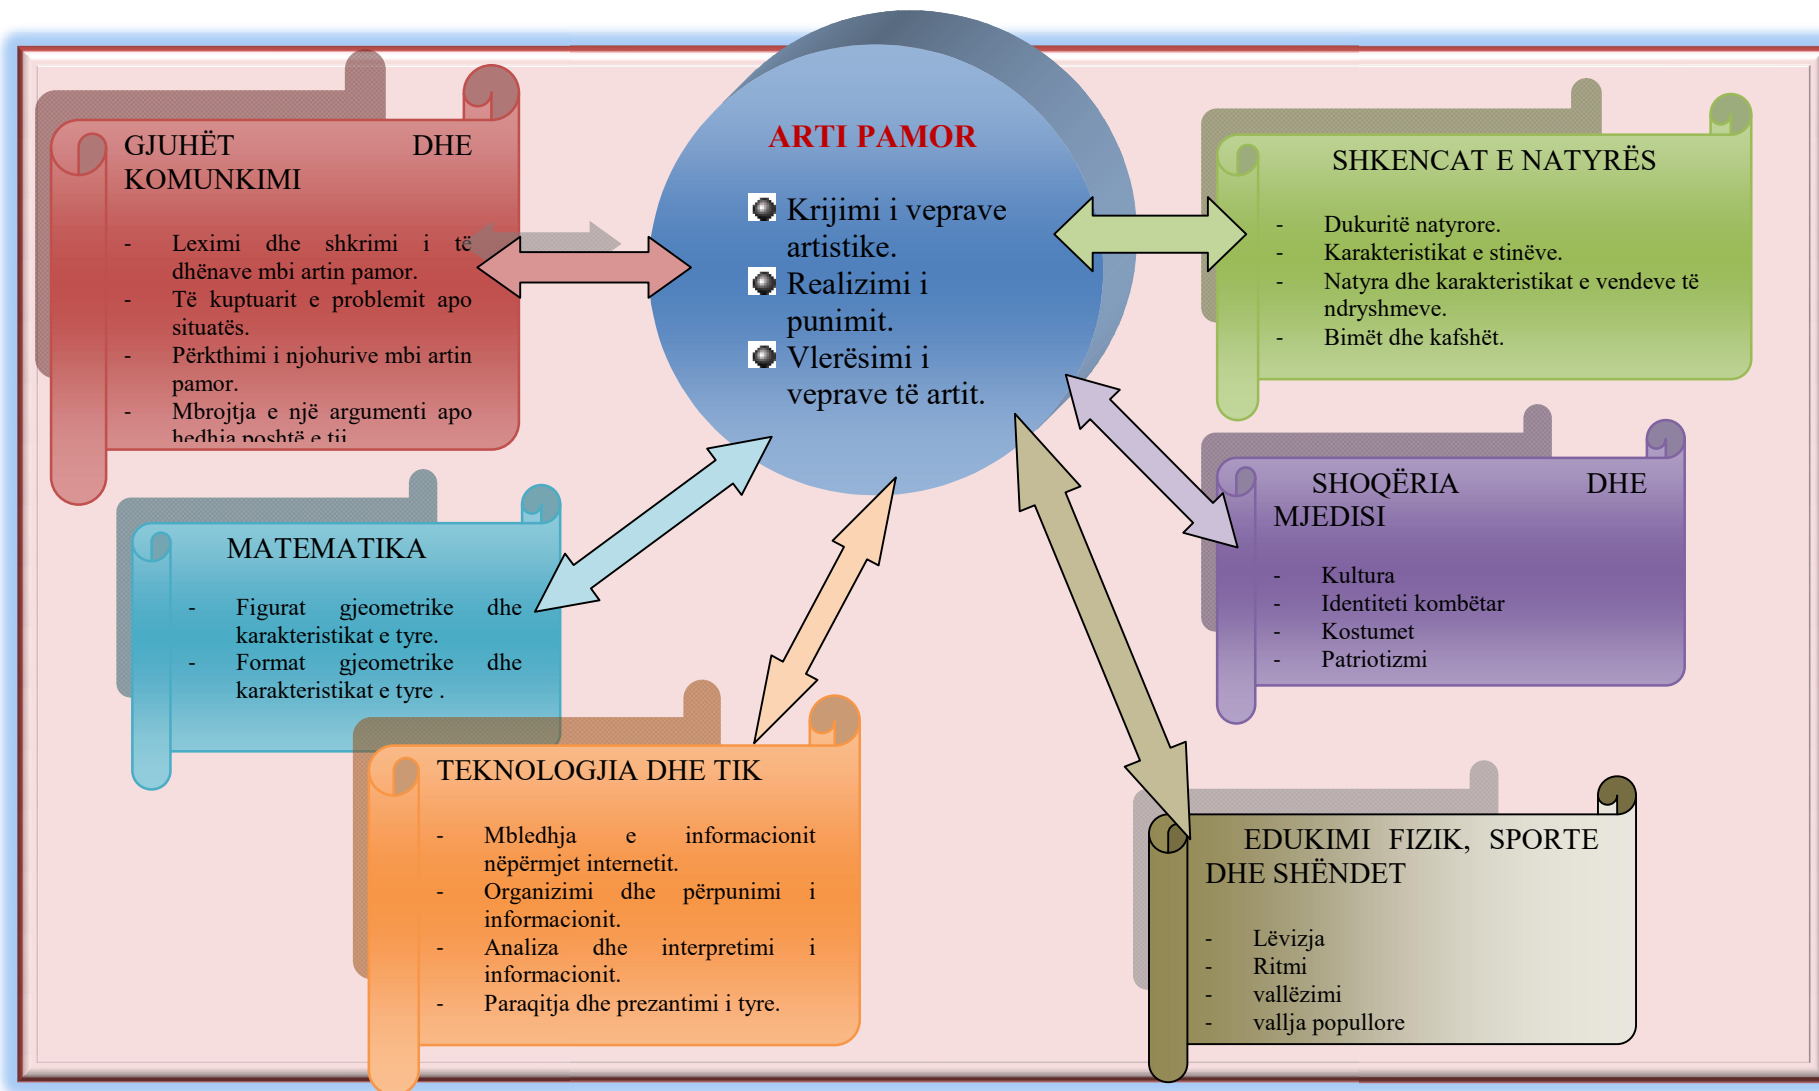 ARTI PAMOR
Krijimi i veprave
artistike.
Realizimi i
punimit.
Vlerësimi i
veprave të artit.
GJUHËT DHE
KOMUNKIMI
- Leximi dhe shkrimi i të
dhënave mbi artin pamor.
- Të kuptuarit e problemit apo
situatës.
- Përkthimi i njohurive mbi artin
pamor.
- Mbrojtja e një argumenti apo
hedhja poshtë e tij
MATEMATIKA
- Figurat gjeometrike dhe
karakteristikat e tyre.
- Format gjeometrike dhe
karakteristikat e tyre .
TEKNOLOGJIA DHE TIK
- Mbledhja e informacionit
nëpërmjet internetit.
- Organizimi dhe përpunimi i
informacionit.
- Analiza dhe interpretimi i
informacionit.
- Paraqitja dhe prezantimi i tyre.
SHKENCAT E NATYRËS
- Dukuritë natyrore.
- Karakteristikat e stinëve.
- Natyra dhe karakteristikat e vendeve të
ndryshmeve.
- Bimët dhe kafshët.
SHOQËRIA DHE
MJEDISI
- Kultura
- Identiteti kombëtar
- Kostumet
- Patriotizmi
EDUKIMI FIZIK, SPORTE
DHE SHËNDET
- Lëvizja
- Ritmi
- vallëzimi
- vallja popullore